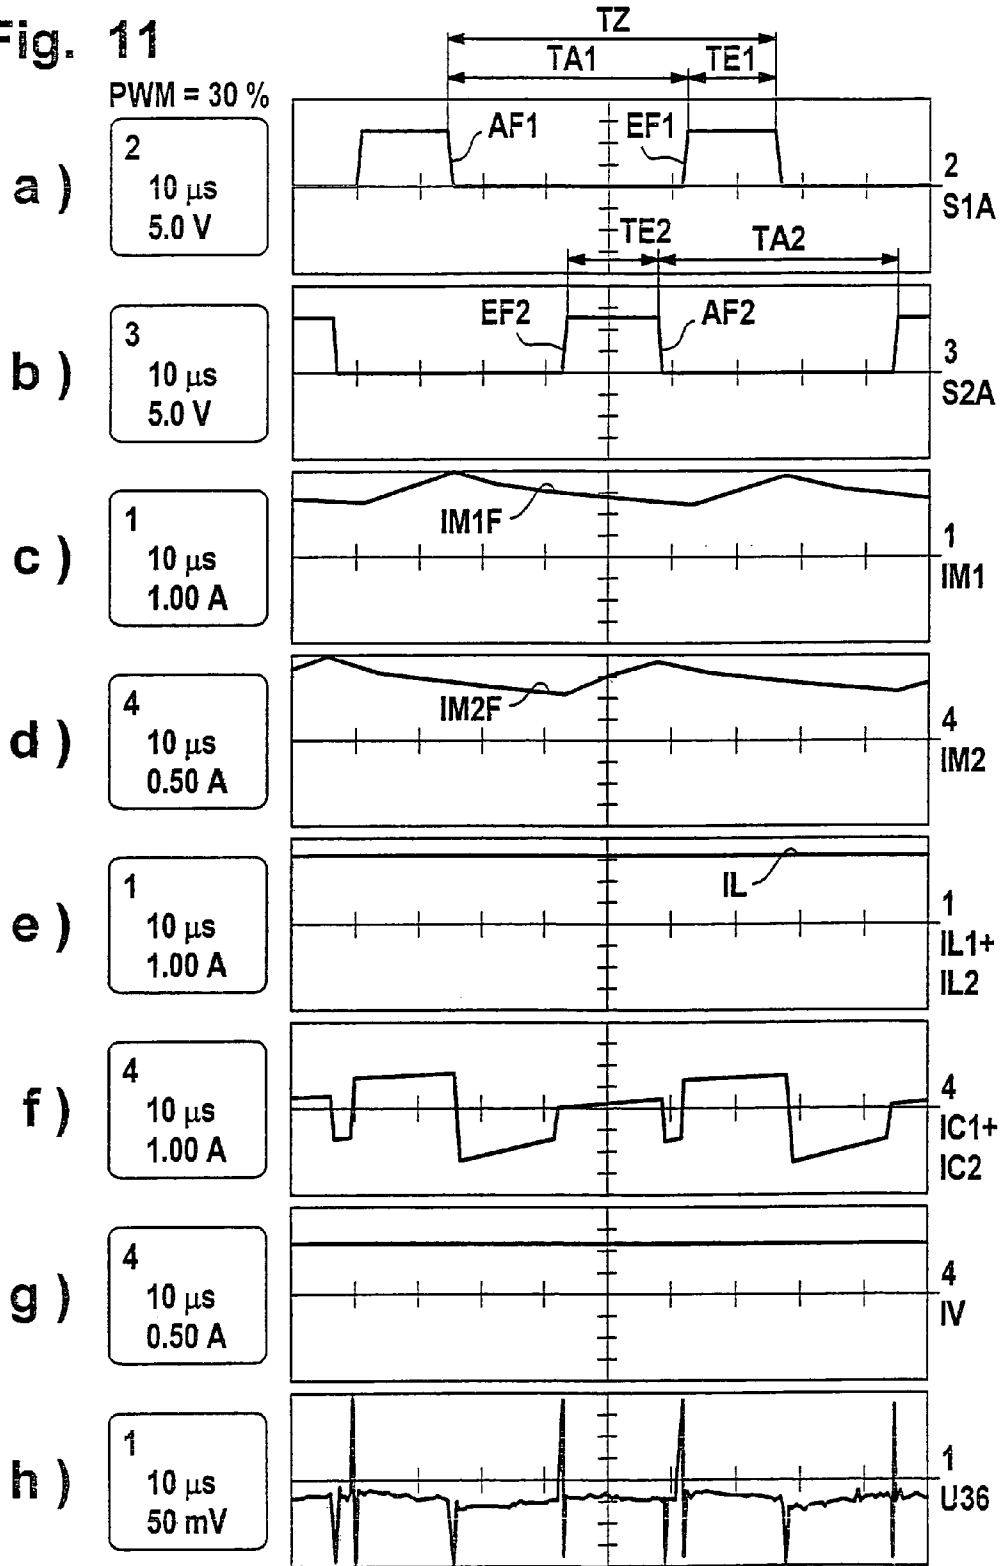 Fig. 11
PWM = 30 %
TZ
TA1 TE1
a)
2
10 µs
5.0 V
AF1
EF1
2
S1A
TE2
TA2
b)
3
10 µs
5.0 V
EF2
AF2
3
S2A
c)
1
10 µs
1.00 A
IM1F
1
IM1
d)
4
10 µs
0.50 A
IM2F
4
IM2
e)
1
10 µs
1.00 A
IL
1
IL1+
IL2
f)
4
10 µs
1.00 A
4
IC1+
IC2
g)
4
10 µs
0.50 A
4
IV
h)
1
10 µs
50 mV
1
U36